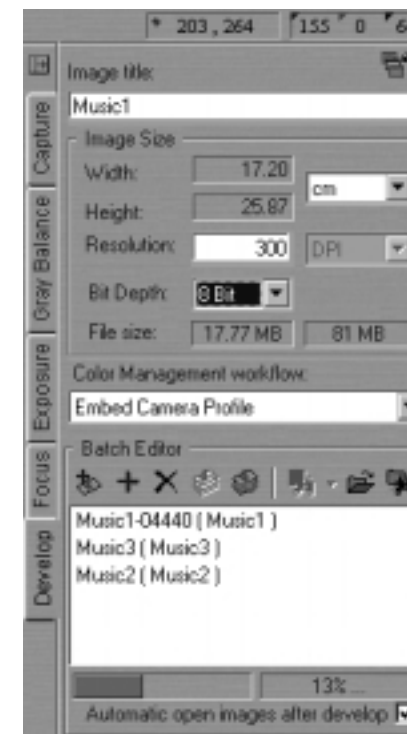 203,264 155 0
Image title:
Music1
Image Size
Width: 17.20 cm
Height: 25.87
Resolution: 300 DPI
Bit Depth: 8 Bit
File size: 17.77 MB 81 MB
Color Management workflow:
Embed Camera Profile
Batch Editor
Music1-04440 ( Music1 )
Music3 ( Music3 )
Music2 ( Music2 )
13% ...
Automatic open images after develop
Capture
Gray Balance
Exposure
Focus
Develop